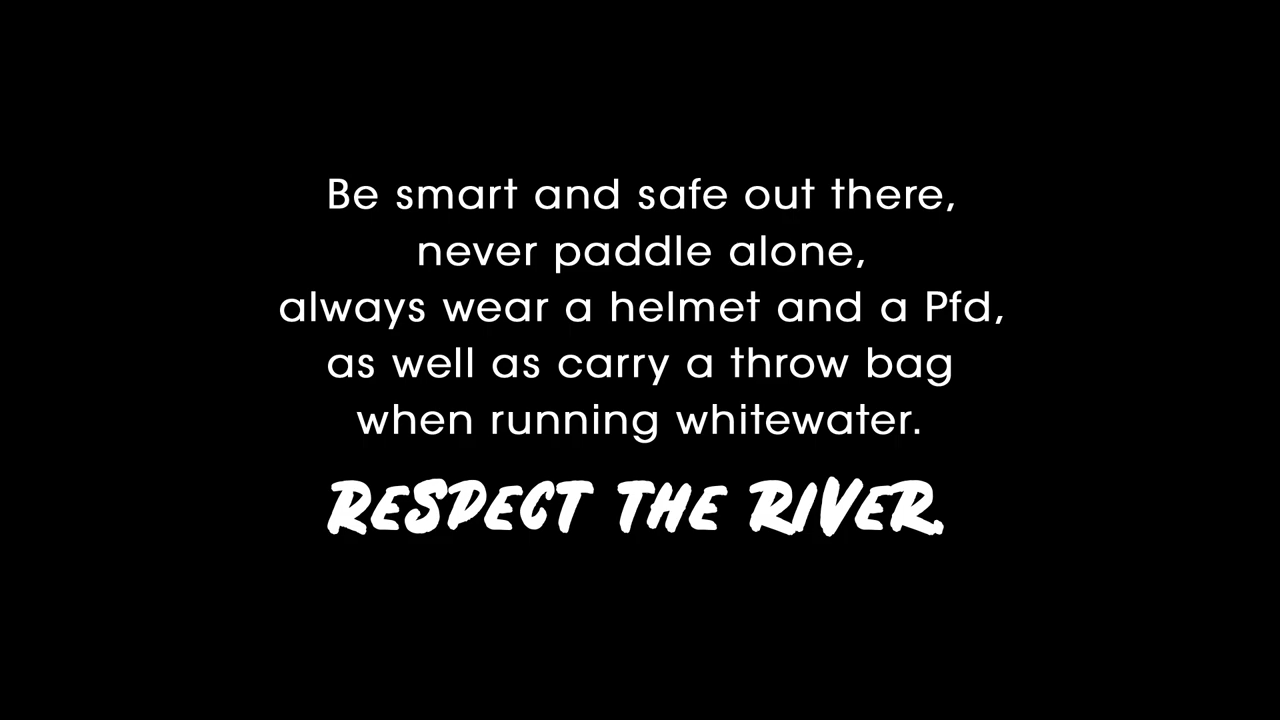 Be smart and safe out there,
never paddle alone,
always wear a helmet and a Pfd,
as well as carry a throw bag
when running whitewater.
RESPECT THE RIVER.